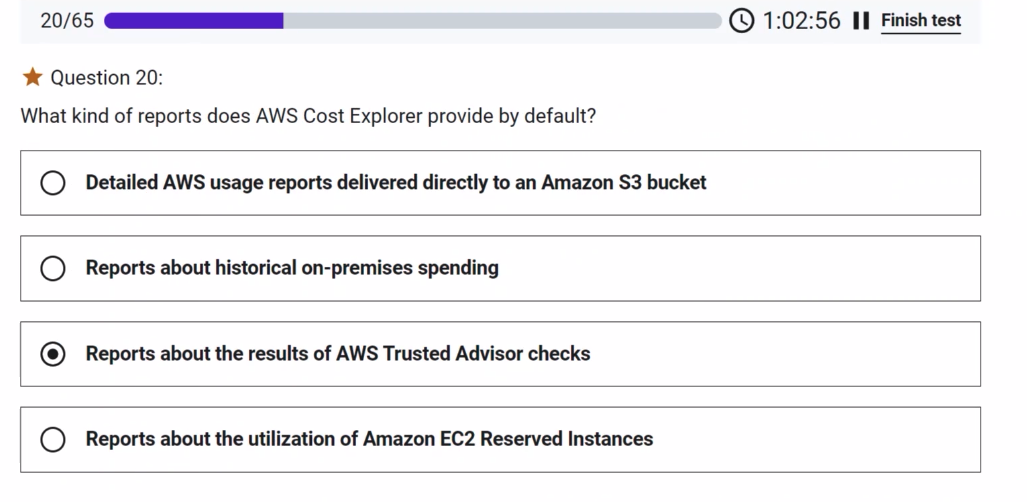 20/65 1:02:56 Finish test
Question 20:
What kind of reports does AWS Cost Explorer provide by default?
Detailed AWS usage reports delivered directly to an Amazon S3 bucket
Reports about historical on-premises spending
Reports about the results of AWS Trusted Advisor checks
Reports about the utilization of Amazon EC2 Reserved Instances